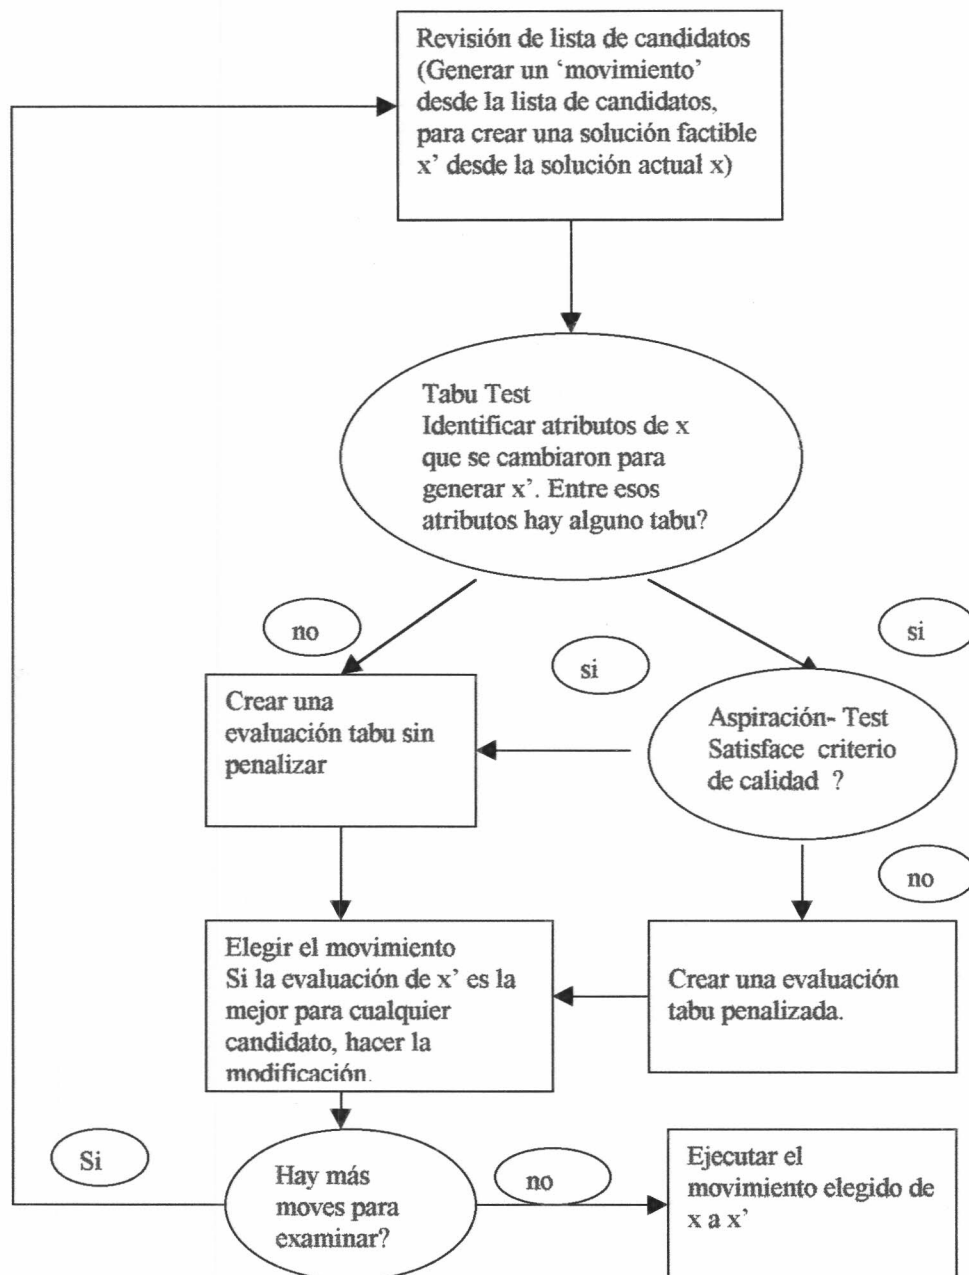 Revisión de lista de candidatos
(Generar un ‘movimiento’
desde la lista de candidatos,
para crear una solución factible
x’ desde la solución actual x)
Tabu Test
Identificar atributos de x
que se cambiaron para
generar x’. Entre esos
atributos hay alguno tabu?
no
si
si
Crear una
evaluación tabu sin
penalizar
Aspiración- Test
Satisface criterio
de calidad ?
no
Elegir el movimiento
Si la evaluación de x’ es la
mejor para cualquier
candidato, hacer la
modificación.
Crear una evaluación
tabu penalizada.
Si
Hay más
moves para
examinar?
no
Ejecutar el
movimiento elegido de
x a x’